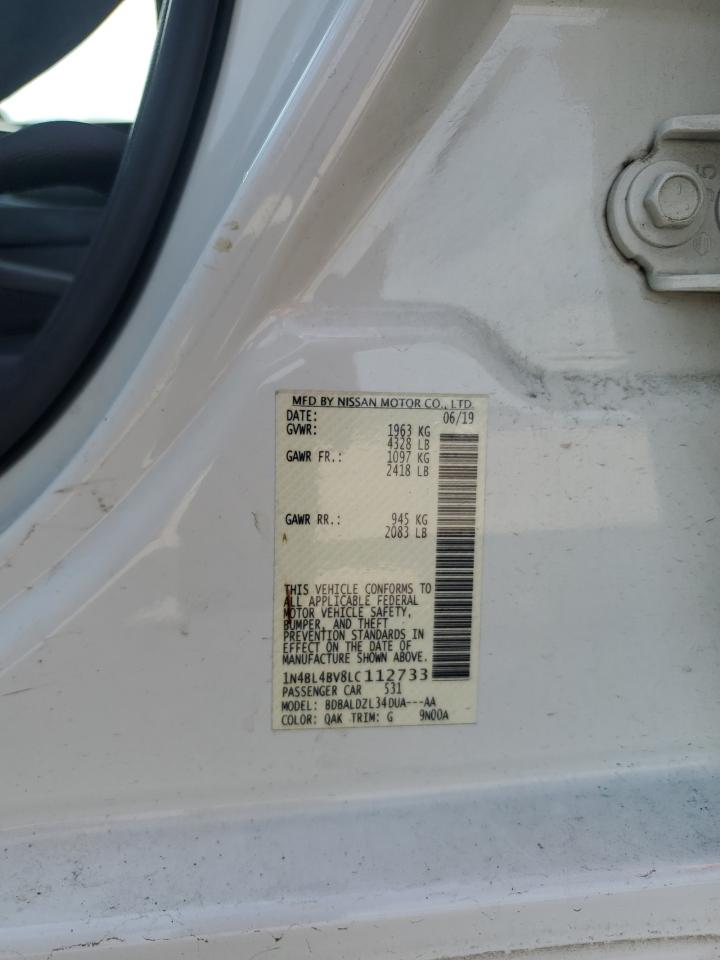 MFD BY NISSAN MOTOR CO., LTD.
DATE: 06/19
GVWR: 1963 KG
4328 LB
GAWR FR.: 1097 KG
2418 LB
GAWR RR.: 945 KG
A 2083 LB
THIS VEHICLE CONFORMS TO
ALL APPLICABLE FEDERAL
MOTOR VEHICLE SAFETY,
BUMPER, AND THEFT
PREVENTION STANDARDS IN
EFFECT ON THE DATE OF
MANUFACTURE SHOWN ABOVE.
1N4BL4BV8LC112733
PASSENGER CAR 531
MODEL: BDBALDZL34DUA---AA
COLOR: QAK TRIM: G 9N00A